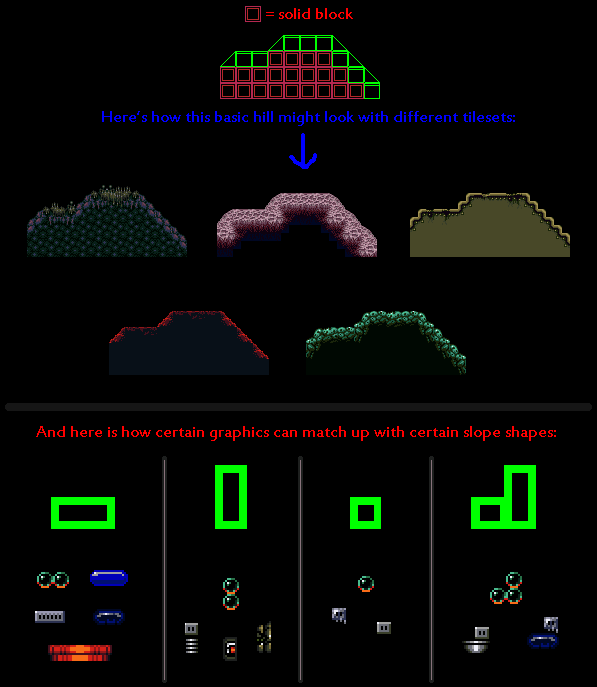 = solid block
Here's how this basic hill might look with different tilesets:
And here is how certain graphics can match up with certain slope shapes: